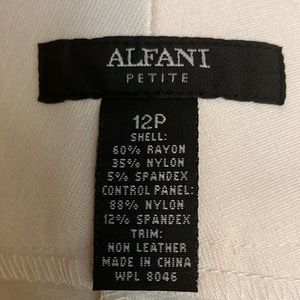 ALFANI
PETITE
12P
SHELL:
60% RAYON
35% NYLON
5% SPANDEX
CONTROL PANEL:
88% NYLON
12% SPANDEX
TRIM:
NON LEATHER
MADE IN CHINA
WPL 8046